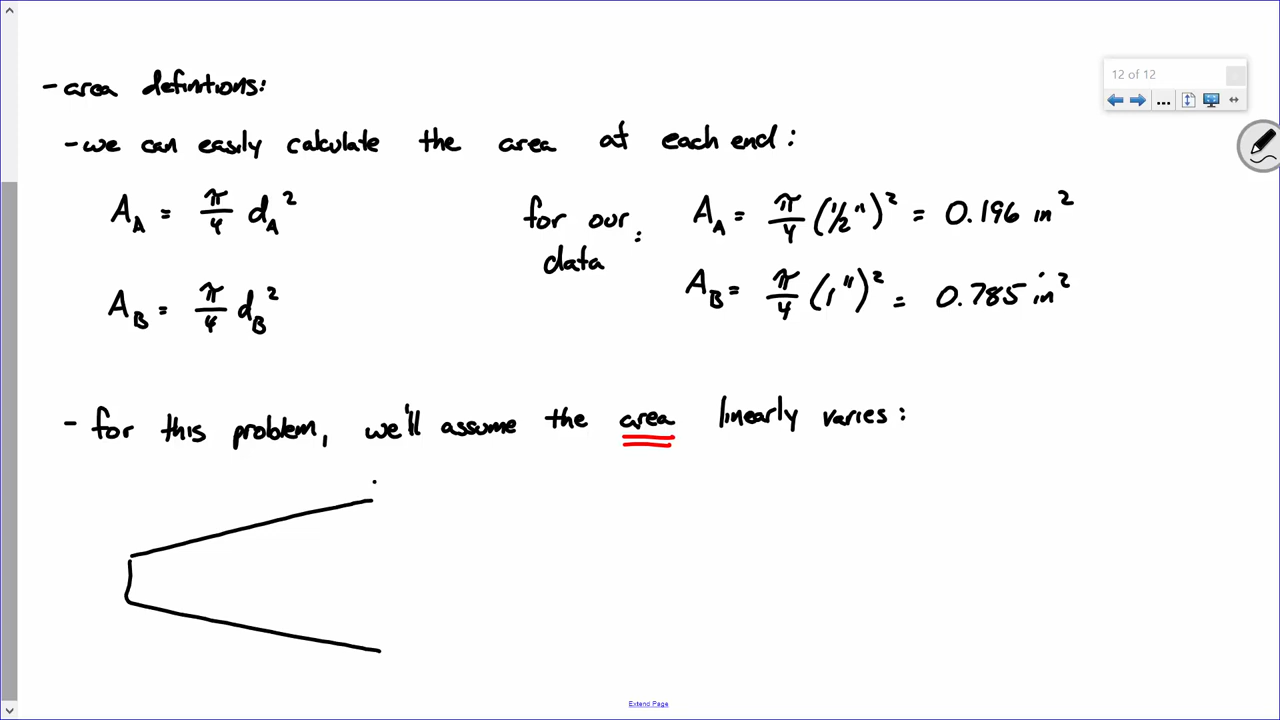 - area defintions:
12 of 12
- we can easily calculate the area at each end:
A_A = π/4 d_A²
for our data:
A_A = π/4 (1/2")² = 0.196 in²
A_B = π/4 d_B²
A_B = π/4 (1")² = 0.785 in²
- for this problem, we'll assume the area linearly varies:
Extend Page